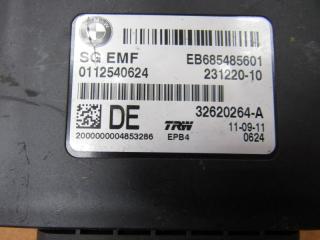 SG EMF EB685485601
0112540624 231220-10
DE 32620264-A
TRW 11-09-11
2000000004853286 EPB4 0624